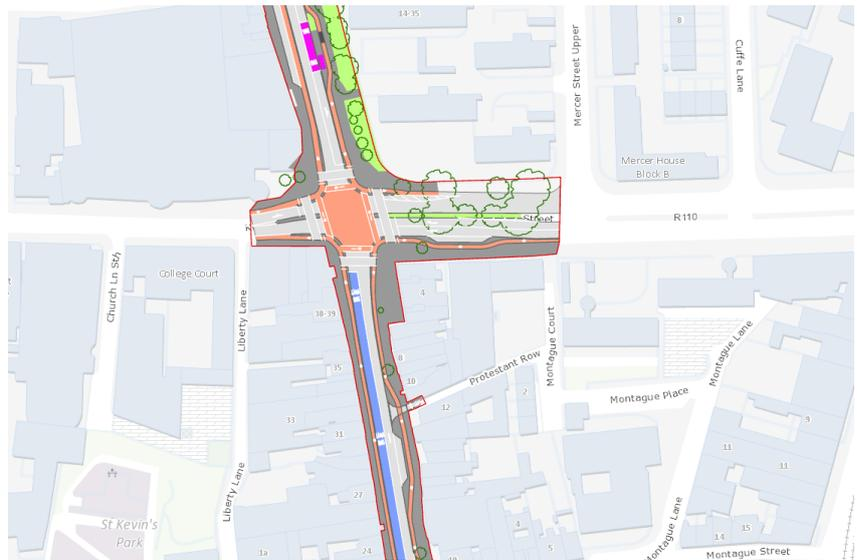 14-35
8
Mercer Street Upper
Cuffe Lane
Mercer House
Block B
Street
R110
Church Ln Sth
College Court
Liberty Lane
4
38-39
Montague Court
Montague Lane
Protestant Row
8
35
10
12
2
Montague Place
9
33
31
11
11
Liberty Lane
27
St Kevin's
Park
Montague Lane
14
15
4
5
1a
24
Montague Street